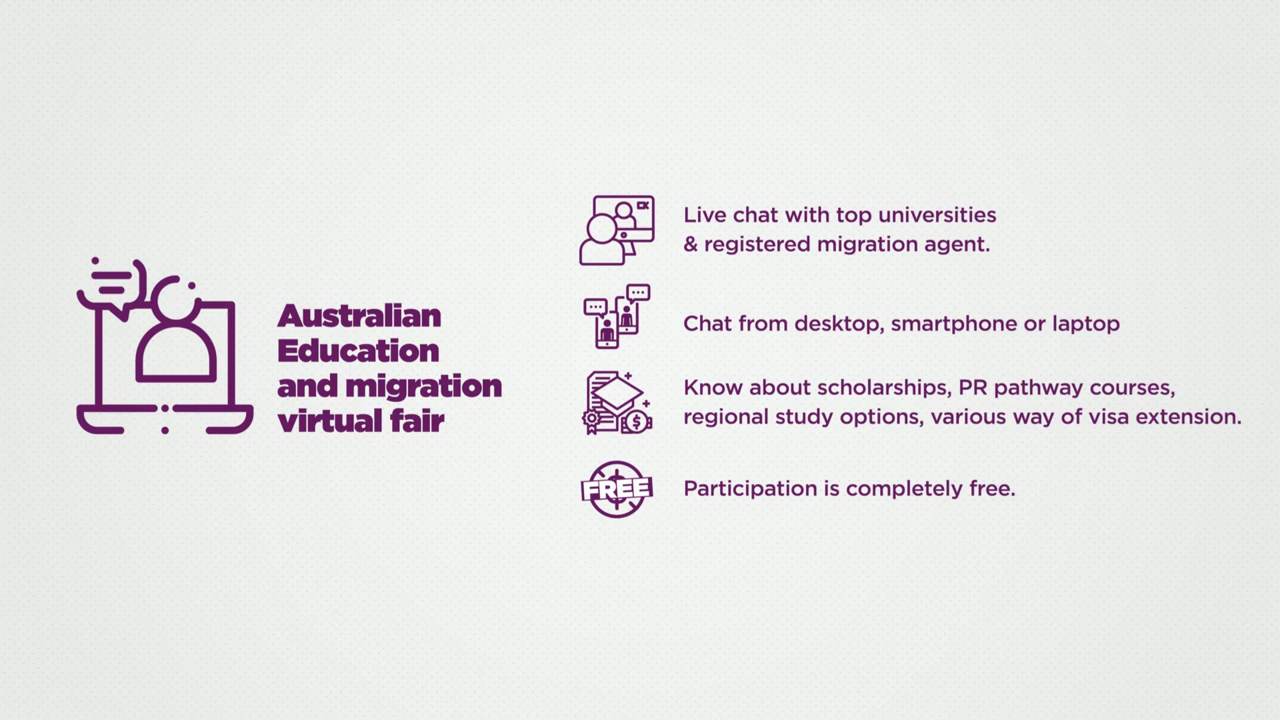 Australian
Education
and migration
virtual fair
Live chat with top universities
& registered migration agent.
Chat from desktop, smartphone or laptop
Know about scholarships, PR pathway courses,
regional study options, various way of visa extension.
FREE
Participation is completely free.